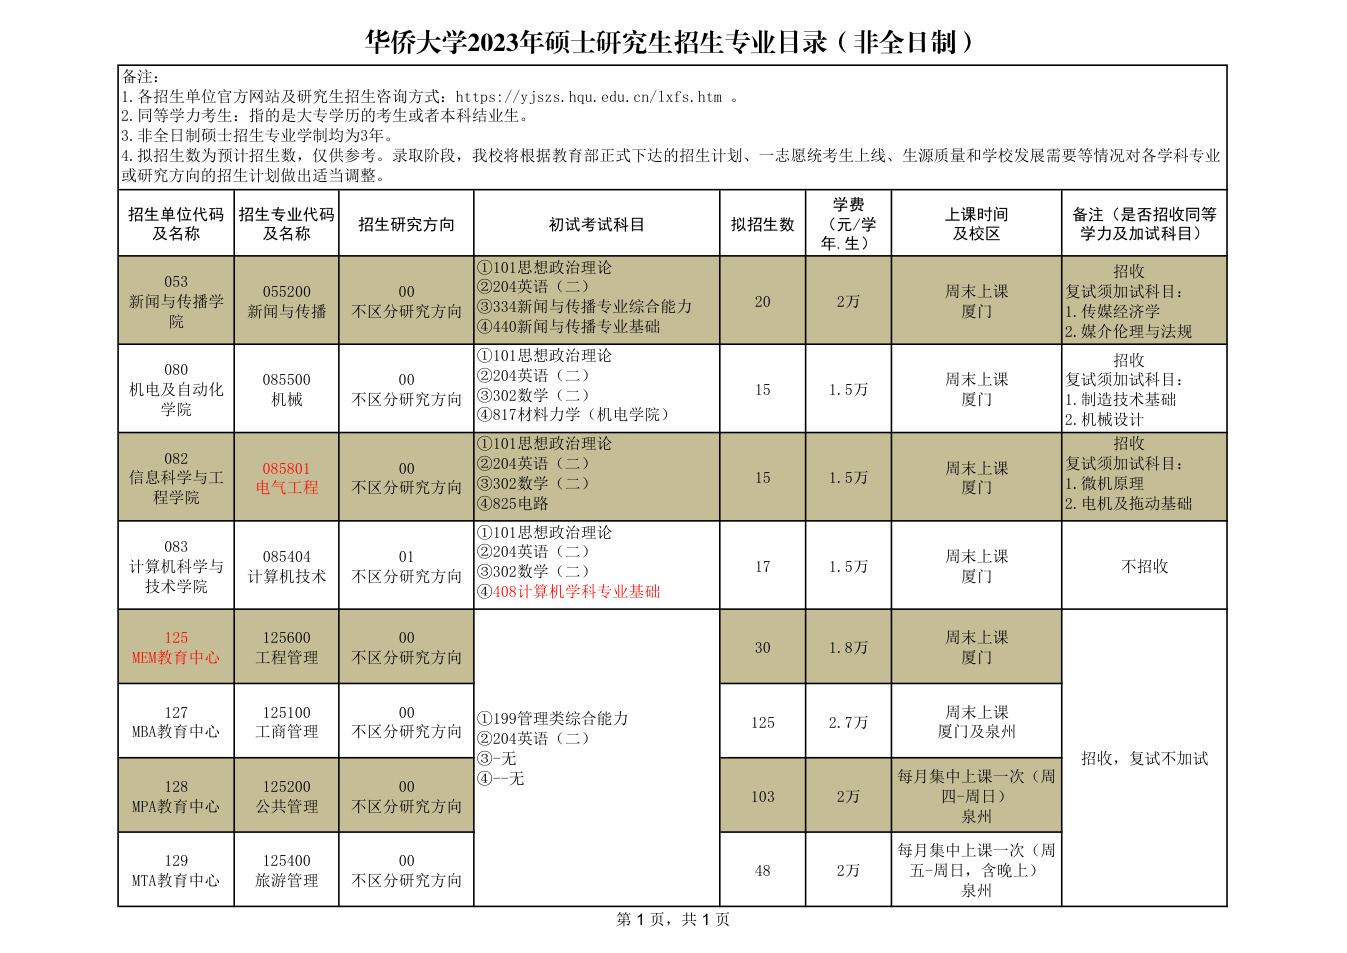 华侨大学2023年硕士研究生招生专业目录（非全日制）
备注：
1.各招生单位官方网站及研究生招生咨询方式：https://yjszs.hqu.edu.cn/lxfs.htm 。
2.同等学力考生：指的是大专学历的考生或者本科结业生。
3.非全日制硕士招生专业学制均为3年。
4.拟招生数为预计招生数，仅供参考。录取阶段，我校将根据教育部正式下达的招生计划、一志愿统考生上线、生源质量和学校发展需要等情况对各学科专业
或研究方向的招生计划做出适当调整。
招生单位代码
及名称
招生专业代码
及名称
招生研究方向
初试考试科目
拟招生数
学费
（元/学
年.生）
上课时间
及校区
备注（是否招收同等
学力及加试科目）
053
新闻与传播学
院
055200
新闻与传播
00
不区分研究方向
①101思想政治理论
②204英语（二）
③334新闻与传播专业综合能力
④440新闻与传播专业基础
20
2万
周末上课
厦门
招收
复试须加试科目：
1.传媒经济学
2.媒介伦理与法规
080
机电及自动化
学院
085500
机械
00
不区分研究方向
①101思想政治理论
②204英语（二）
③302数学（二）
④817材料力学（机电学院）
15
1.5万
周末上课
厦门
招收
复试须加试科目：
1.制造技术基础
2.机械设计
082
信息科学与工
程学院
085801
电气工程
00
不区分研究方向
①101思想政治理论
②204英语（二）
③302数学（二）
④825电路
15
1.5万
周末上课
厦门
招收
复试须加试科目：
1.微机原理
2.电机及拖动基础
083
计算机科学与
技术学院
085404
计算机技术
01
不区分研究方向
①101思想政治理论
②204英语（二）
③302数学（二）
④408计算机学科专业基础
17
1.5万
周末上课
厦门
不招收
125
MEM教育中心
125600
工程管理
00
不区分研究方向
①199管理类综合能力
②204英语（二）
③-无
④--无
30
1.8万
周末上课
厦门
招收，复试不加试
127
MBA教育中心
125100
工商管理
00
不区分研究方向
125
2.7万
周末上课
厦门及泉州
128
MPA教育中心
125200
公共管理
00
不区分研究方向
103
2万
每月集中上课一次（周
四-周日）
泉州
129
MTA教育中心
125400
旅游管理
00
不区分研究方向
48
2万
每月集中上课一次（周
五-周日，含晚上）
泉州
第 1 页，共 1 页